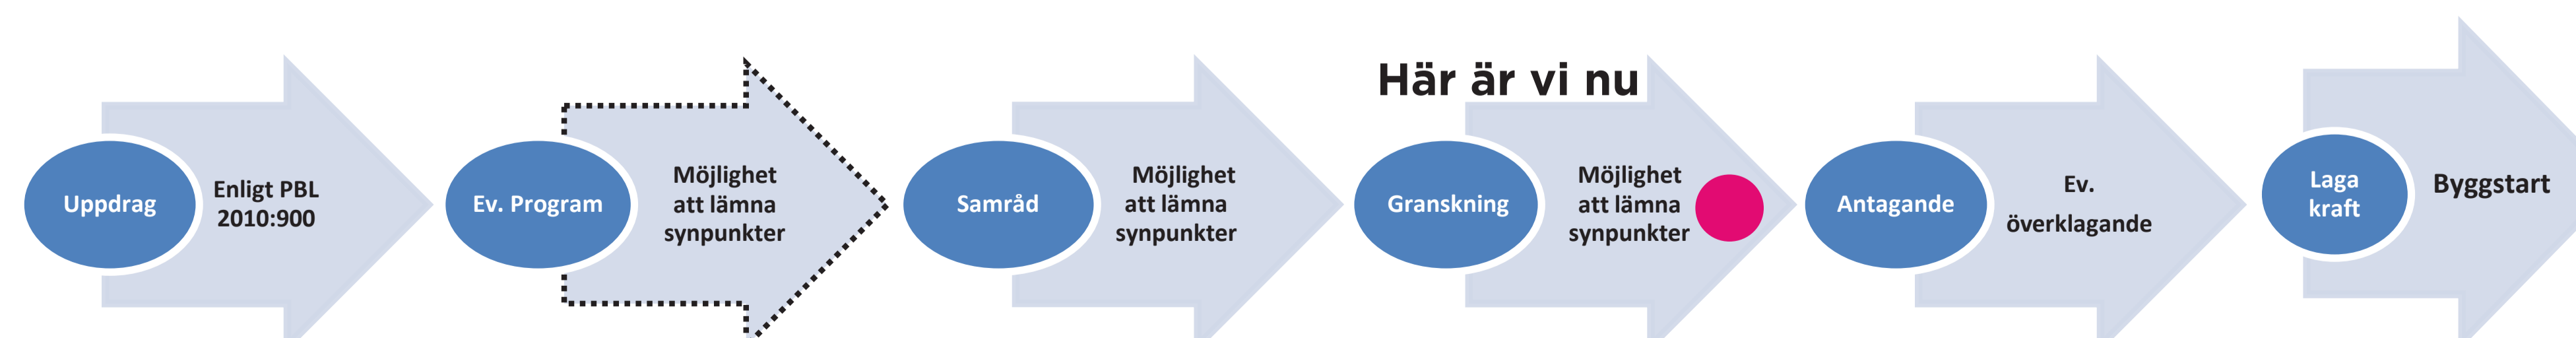 Här är vi nu
Uppdrag
Enligt PBL
2010:900
Ev. Program
Möjlighet
att lämna
synpunkter
Samråd
Möjlighet
att lämna
synpunkter
Granskning
Möjlighet
att lämna
synpunkter
Antagande
Ev.
överklagande
Laga
kraft
Byggstart